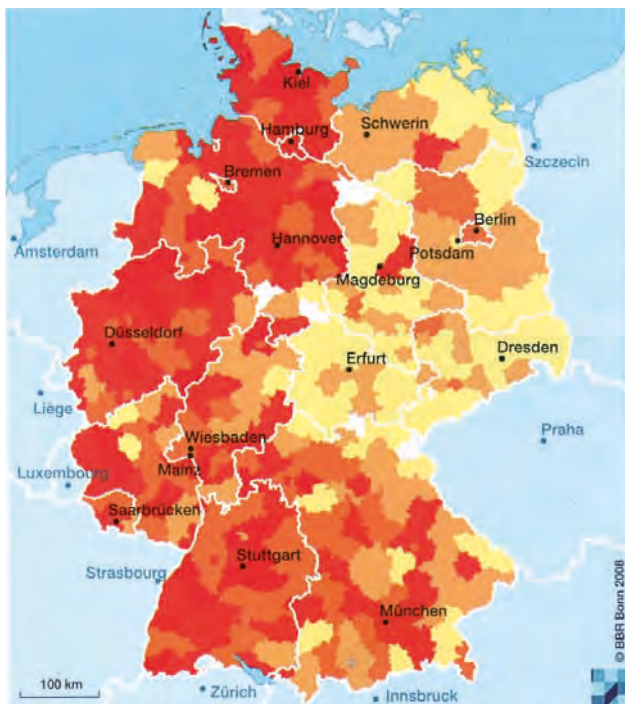 Kiel
Hamburg
Schwerin
Szczecin
Bremen
Berlin
Amsterdam
Hannover
Potsdam
Magdeburg
Düsseldorf
Erfurt
Dresden
Liège
Praha
Wiesbaden
Mainz
Luxembourg
Saarbrücken
Stuttgart
Strasbourg
München
© BBR Bonn 2008
100 km
Zürich
Innsbruck